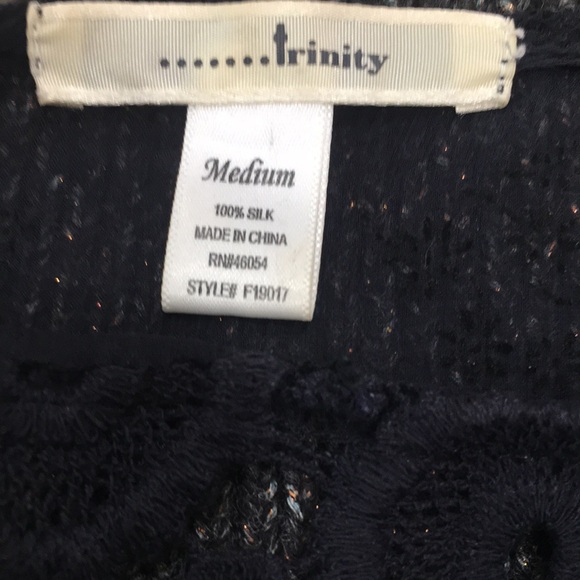 .......trinity
Medium
100% SILK
MADE IN CHINA
RN#46054
STYLE# F19017